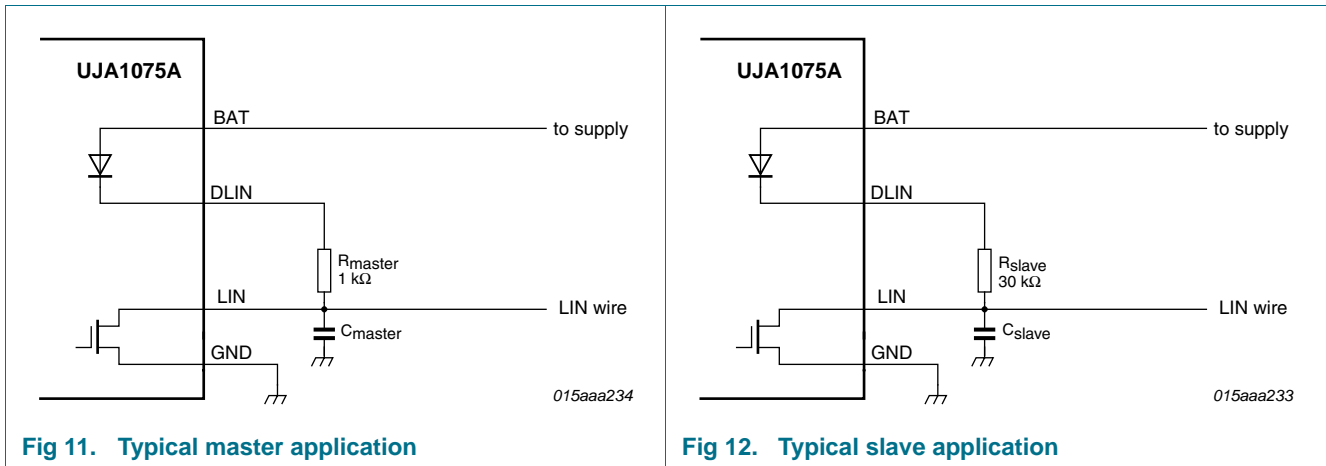 UJA1075A
BAT
to supply
DLIN
Rmaster
1 kΩ
LIN
LIN wire
Cmaster
GND
015aaa234
Fig 11. Typical master application
UJA1075A
BAT
to supply
DLIN
Rslave
30 kΩ
LIN
LIN wire
Cslave
GND
015aaa233
Fig 12. Typical slave application